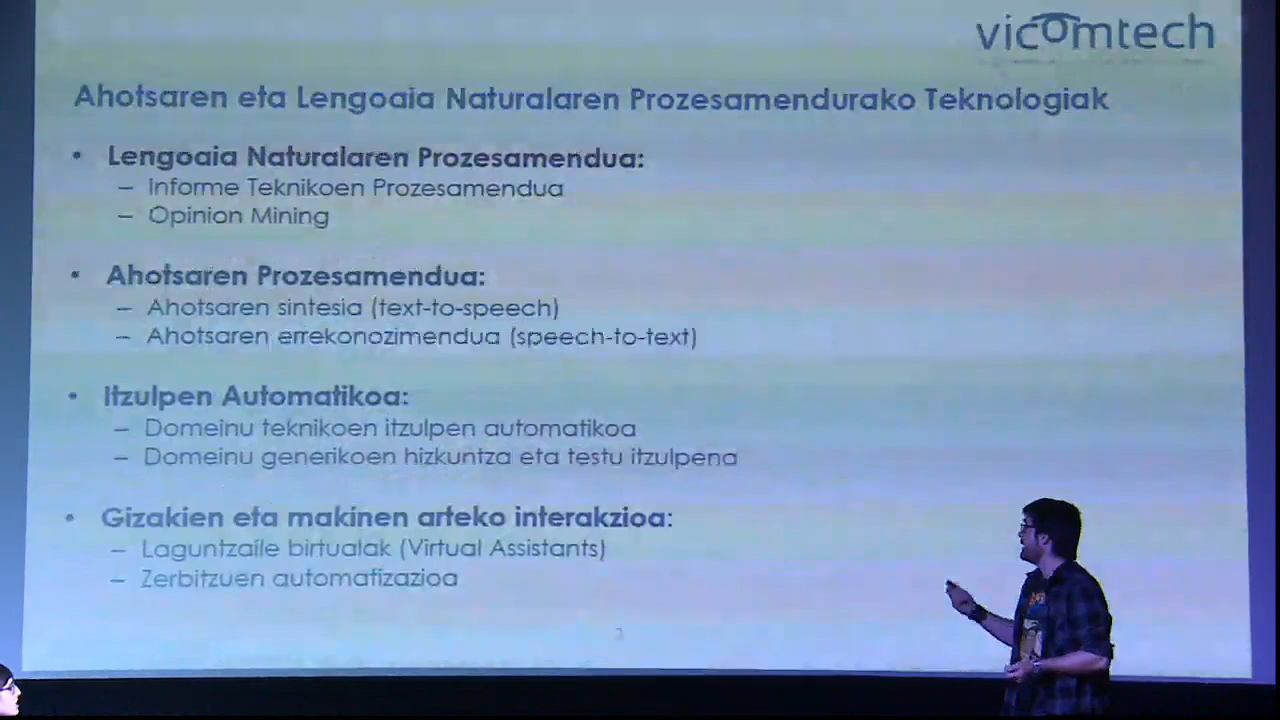 vicomtech
Ahotsaren eta Lengoaia Naturalaren Prozesamendurako Teknologiak
• Lengoaia Naturalaren Prozesamendua:
– Informe Teknikoen Prozesamendua
– Opinion Mining
• Ahotsaren Prozesamendua:
– Ahotsaren sintesia (text-to-speech)
– Ahotsaren errekonozimendua (speech-to-text)
• Itzulpen Automatikoa:
– Domeinu teknikoen itzulpen automatikoa
– Domeinu generikoen hizkuntza eta testu itzulpena
• Gizakien eta makinen arteko interakzioa:
– Laguntzaile birtualak (Virtual Assistants)
– Zerbitzuen automatizazioa